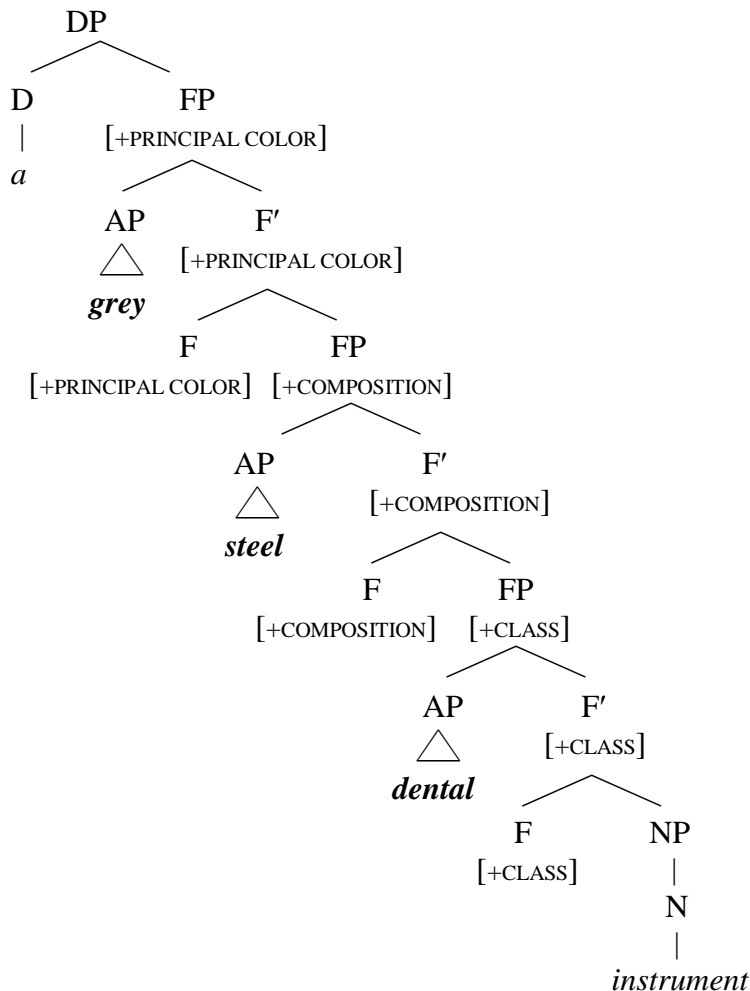 DP
D FP
| [+PRINCIPAL COLOR]
a
AP F′
[+PRINCIPAL COLOR]
grey
F FP
[+PRINCIPAL COLOR] [+COMPOSITION]
AP F′
[+COMPOSITION]
steel
F FP
[+COMPOSITION] [+CLASS]
AP F′
[+CLASS]
dental
F NP
[+CLASS] |
N
|
instrument